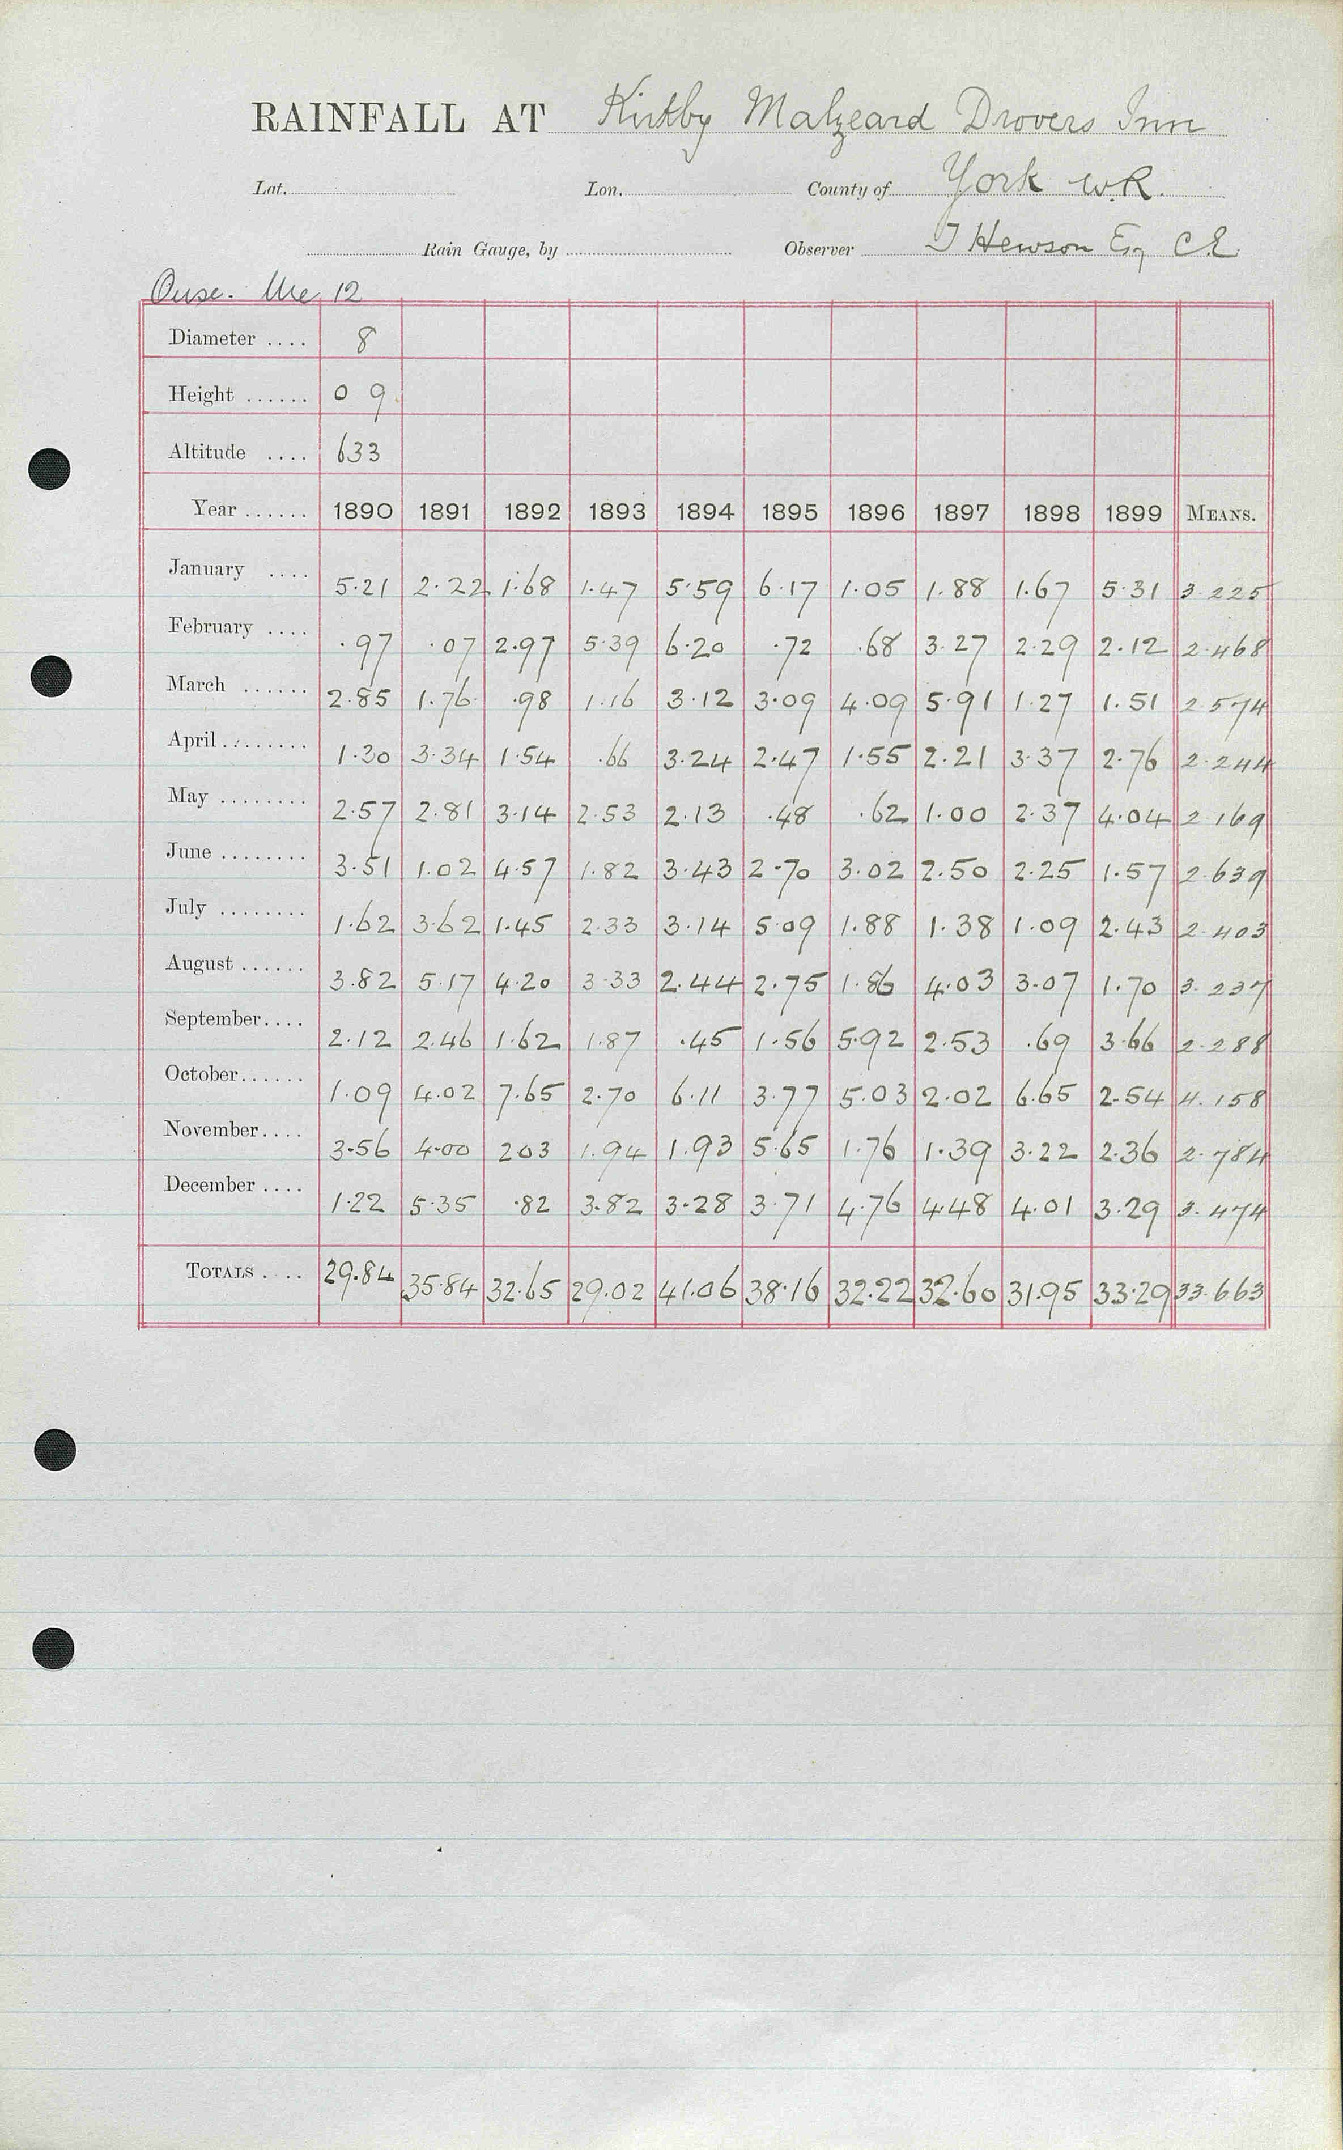 RAINFALL AT Kirkby Malzeard Drovers Inn
Lat. Lon. County of York W.R.
Rain Gauge, by Observer T Hewson Esq C.E
Ouse. Ure 12
Diameter .... 8
Height ...... 0 9
Altitude .... 633
Year ...... 1890 1891 1892 1893 1894 1895 1896 1897 1898 1899 MEANS.
January .... 5.21 2.22 1.68 1.47 5.59 6.17 1.05 1.88 1.67 5.31 3.225
February .... .97 .07 2.97 5.39 6.20 .72 .68 3.27 2.29 2.12 2.468
March ...... 2.85 1.76 .98 1.16 3.12 3.09 4.09 5.91 1.27 1.51 2.574
April ........ 1.30 3.34 1.54 .66 3.24 2.47 1.55 2.21 3.37 2.76 2.244
May ........ 2.57 2.81 3.14 2.53 2.13 .48 .62 1.00 2.37 4.04 2.169
June ........ 3.51 1.02 4.57 1.82 3.43 2.70 3.02 2.50 2.25 1.57 2.639
July ........ 1.62 3.62 1.45 2.33 3.14 5.09 1.88 1.38 1.09 2.43 2.403
August ...... 3.82 5.17 4.20 3.33 2.44 2.75 1.86 4.03 3.07 1.70 3.237
September.... 2.12 2.46 1.62 1.87 .45 1.56 5.92 2.53 .69 3.66 2.288
October...... 1.09 4.02 7.65 2.70 6.11 3.77 5.03 2.02 6.65 2.54 4.158
November.... 3.56 4.00 203 1.94 1.93 5.65 1.76 1.39 3.22 2.36 2.784
December .... 1.22 5.35 .82 3.82 3.28 3.71 4.76 4.48 4.01 3.29 3.474
TOTALS .... 29.84 35.84 32.65 29.02 41.06 38.16 32.22 32.60 31.95 33.29 33.663